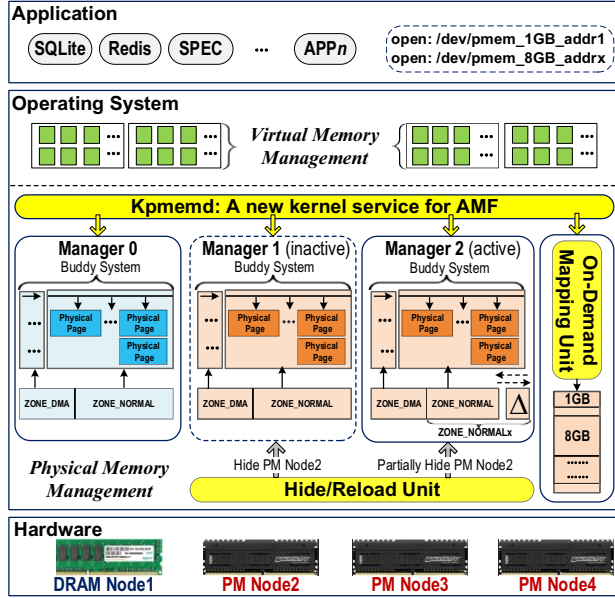 Application
SQLite Redis SPEC ... APPn
open: /dev/pmem_1GB_addr1
open: /dev/pmem_8GB_addrx
Operating System
... ... ... ...
Virtual Memory
Management
... ... ... ...
Kpmemd: A new kernel service for AMF
Manager 0
Buddy System
...
...
Physical
Page
...
Physical
Page
Physical
Page
ZONE_DMA ZONE_NORMAL
Manager 1 (inactive)
Buddy System
...
...
Physical
Page
...
Physical
Page
Physical
Page
ZONE_DMA ZONE_NORMAL
Manager 2 (active)
Buddy System
...
...
Physical
Page
...
Physical
Page
Physical
Page
ZONE_DMA ZONE_NORMAL Δ
ZONE_NORMALx
On-Demand
Mapping Unit
1GB
8GB
......
......
Physical Memory
Management
Hide PM Node2
Partially Hide PM Node2
Hide/Reload Unit
Hardware
DRAM Node1 PM Node2 PM Node3 PM Node4